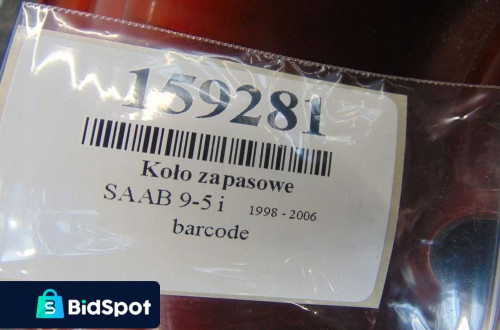 159281
Koło zapasowe
SAAB 9-5 i 1998 - 2006
barcode
S BidSpot